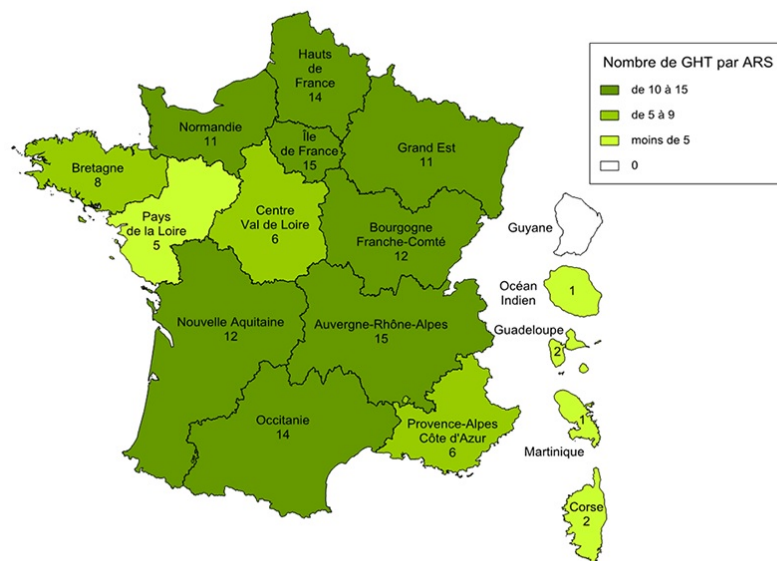 Hauts
de
France
14
Nombre de GHT par ARS
de 10 à 15
de 5 à 9
moins de 5
0
Normandie
11
Île
de France
15
Grand Est
11
Bretagne
8
Pays
de la Loire
5
Centre
Val de Loire
6
Bourgogne
Franche-Comté
12
Guyane
Océan
Indien
1
Nouvelle Aquitaine
12
Auvergne-Rhône-Alpes
15
Guadeloupe
2
Occitanie
14
Provence-Alpes
Côte d'Azur
6
1
Martinique
Corse
2